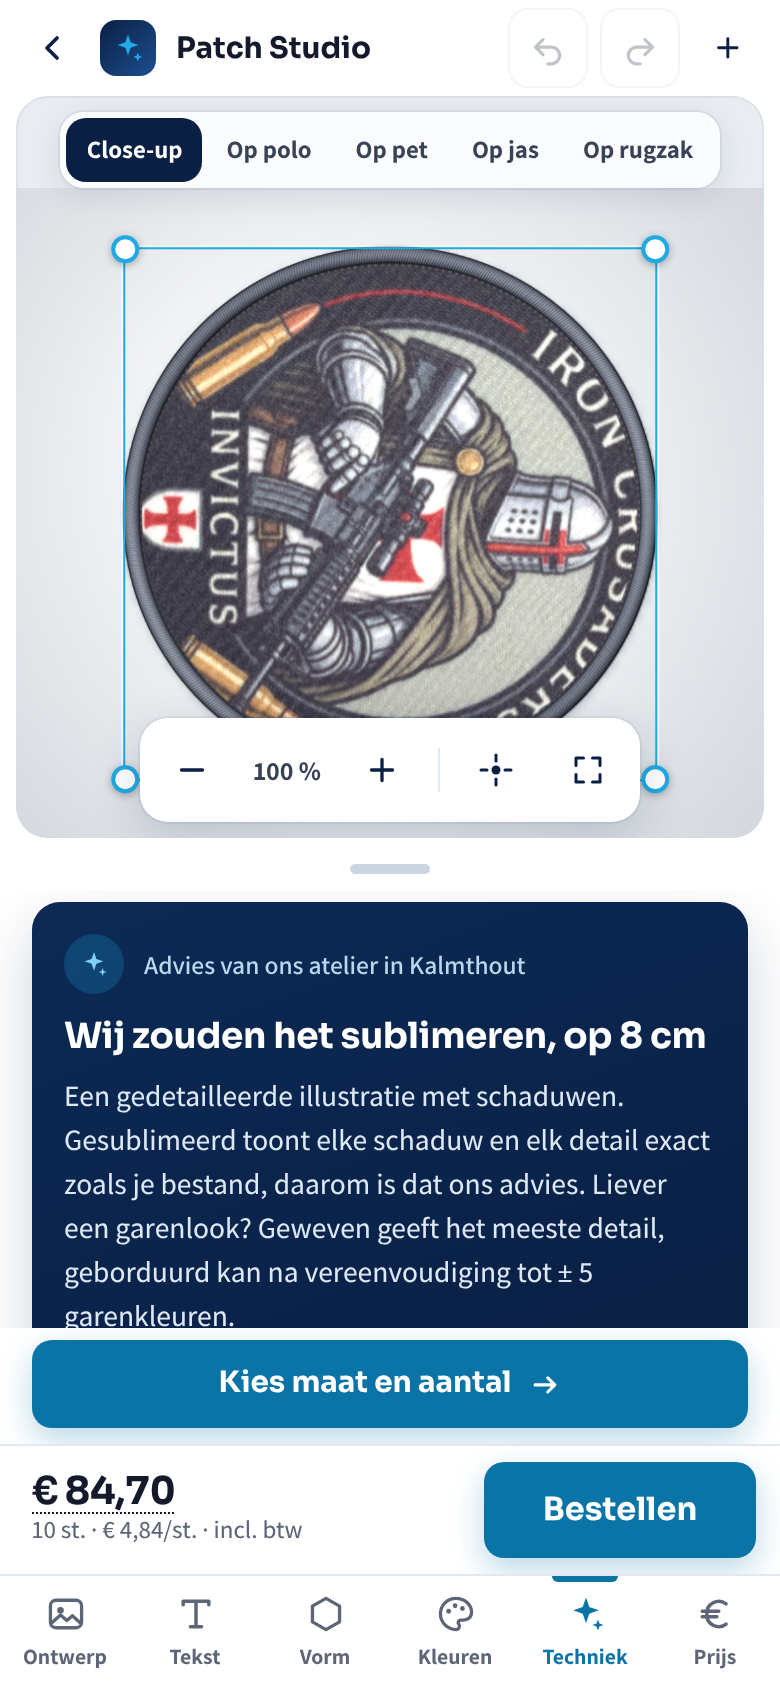 Patch Studio
Close-up
Op polo
Op pet
Op jas
Op rugzak
IRON CRUSADERS
INVICTUS
100 %
Advies van ons atelier in Kalmthout
Wij zouden het sublimeren, op 8 cm
Een gedetailleerde illustratie met schaduwen.
Gesublimeerd toont elke schaduw en elk detail exact
zoals je bestand, daarom is dat ons advies. Liever
een garenlook? Geweven geeft het meeste detail,
geborduurd kan na vereenvoudiging tot ± 5
garenkleuren.
Kies maat en aantal →
€ 84,70
10 st. · € 4,84/st. · incl. btw
Bestellen
Ontwerp
Tekst
Vorm
Kleuren
Techniek
Prijs